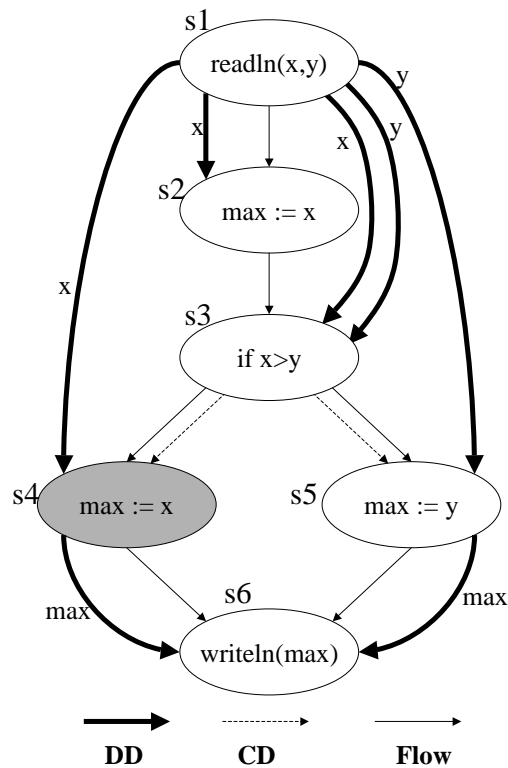 s1
readln(x,y)
y
x
x
y
s2
max := x
x
s3
if x>y
s4
max := x
s5
max := y
max
s6
max
writeln(max)
DD
CD
Flow